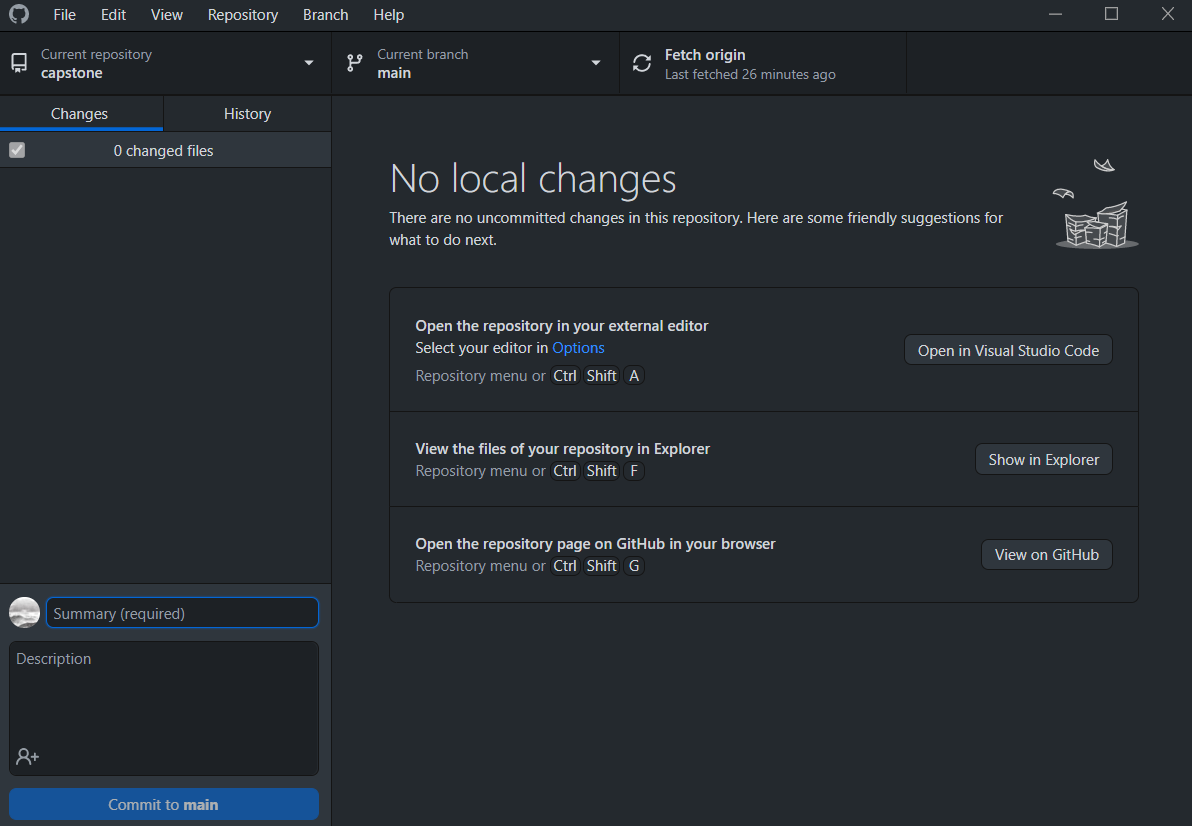 File Edit View Repository Branch Help
Current repository
capstone
Current branch
main
Fetch origin
Last fetched 26 minutes ago
Changes
History
0 changed files
No local changes
There are no uncommitted changes in this repository. Here are some friendly suggestions for
what to do next.
Open the repository in your external editor
Select your editor in Options
Repository menu or Ctrl Shift A
Open in Visual Studio Code
View the files of your repository in Explorer
Repository menu or Ctrl Shift F
Show in Explorer
Open the repository page on GitHub in your browser
Repository menu or Ctrl Shift G
View on GitHub
Summary (required)
Description
Commit to main